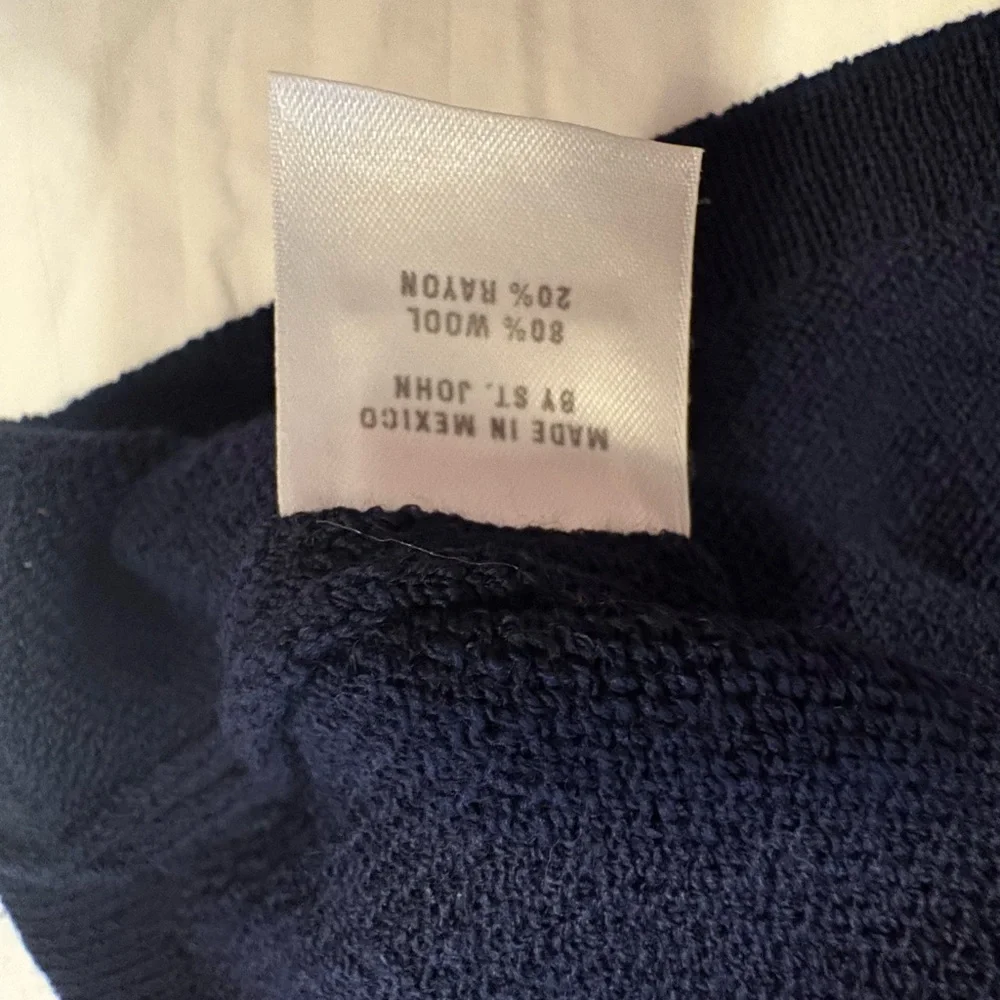 MADE IN MEXICO
BY ST. JOHN
80% WOOL
20% RAYON